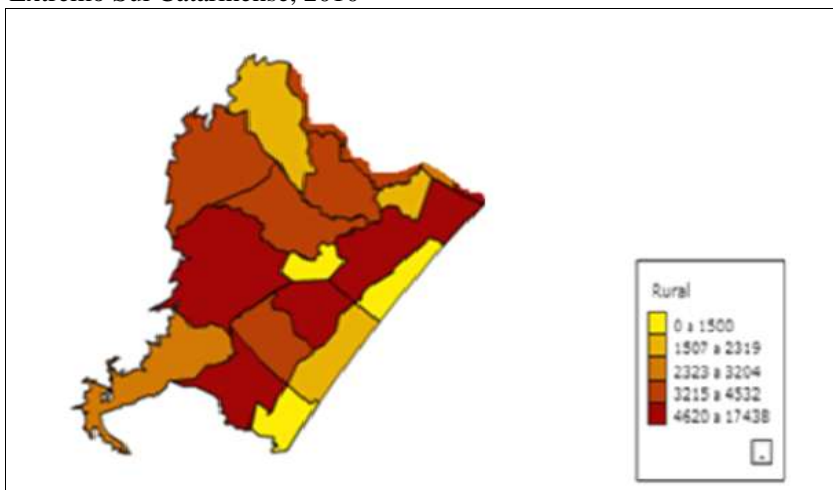 Extremo Sul Catarinense, 2010
Rural
0 a 1500
1507 a 2319
2323 a 3204
3215 a 4532
4620 a 17438